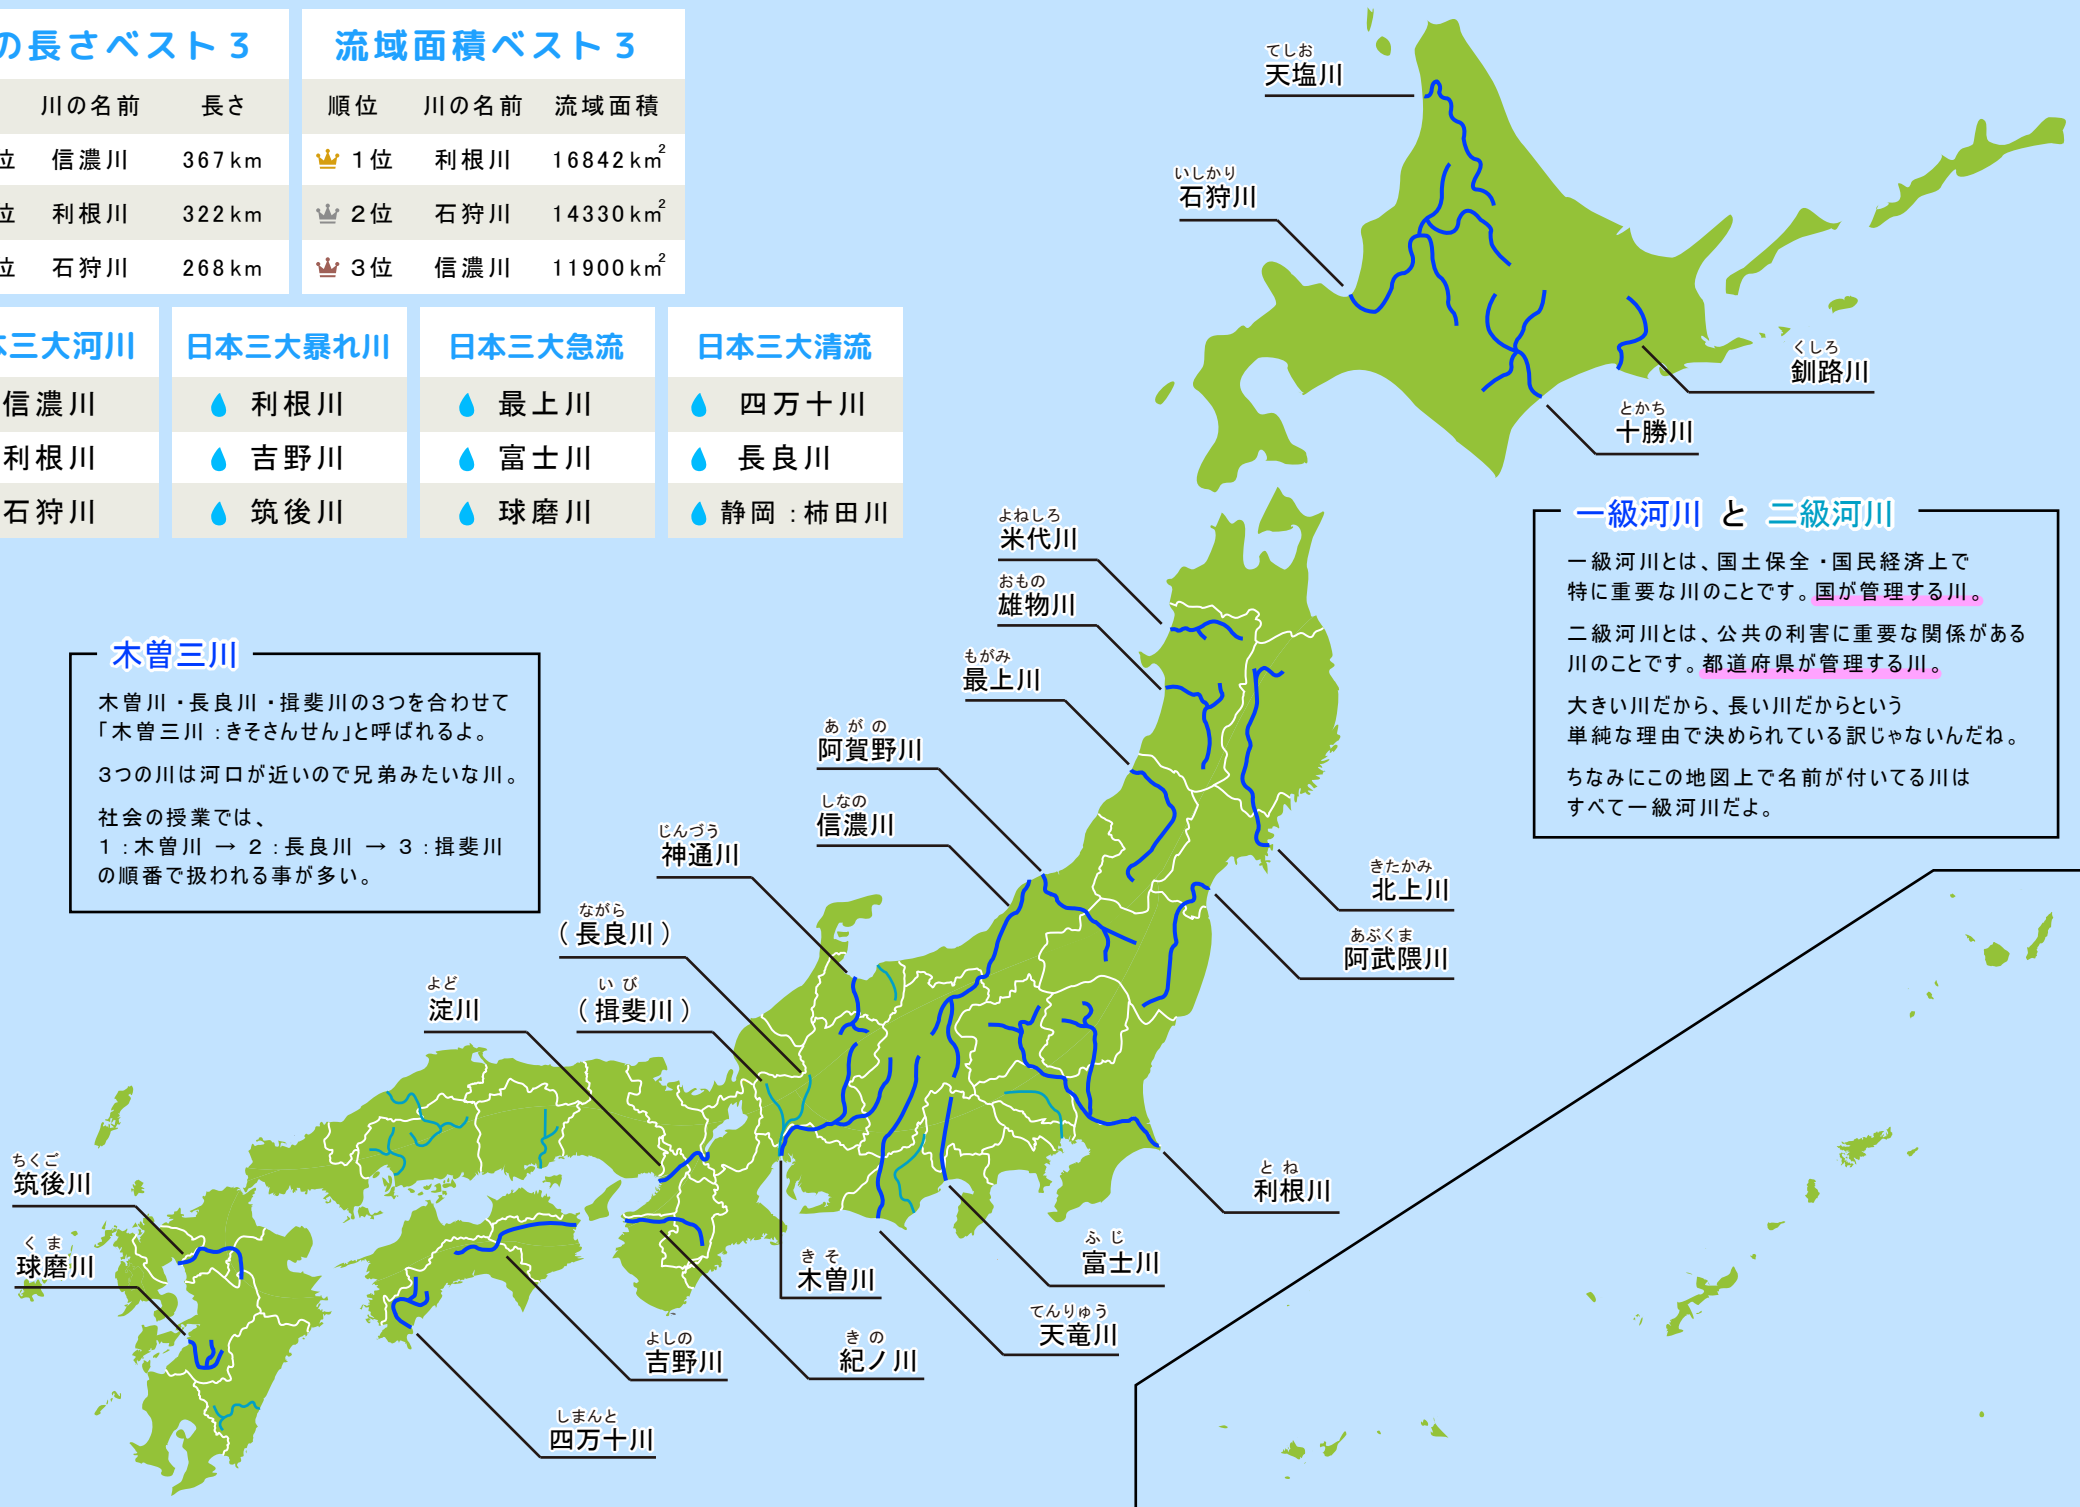 の長さベスト3
川の名前 長さ
位 信濃川 367km
位 利根川 322km
位 石狩川 268km
流域面積ベスト3
順位 川の名前 流域面積
1位 利根川 16842km²
2位 石狩川 14330km²
3位 信濃川 11900km²
三大河川
信濃川
利根川
石狩川
日本三大暴れ川
利根川
吉野川
筑後川
日本三大急流
最上川
富士川
球磨川
日本三大清流
四万十川
長良川
静岡:柿田川
てしお
天塩川
いしかり
石狩川
くしろ
釧路川
とかち
十勝川
一級河川 と 二級河川
一級河川とは、国土保全・国民経済上で
特に重要な川のことです。国が管理する川。
二級河川とは、公共の利害に重要な関係がある
川のことです。都道府県が管理する川。
大きい川だから、長い川だからという
単純な理由で決められている訳じゃないんだね。
ちなみにこの地図上で名前が付いてる川は
すべて一級河川だよ。
木曽三川
木曽川・長良川・揖斐川の3つを合わせて
「木曽三川:きそさんせん」と呼ばれるよ。
3つの川は河口が近いので兄弟みたいな川。
社会の授業では、
1:木曽川 → 2:長良川 → 3:揖斐川
の順番で扱われる事が多い。
よねしろ
米代川
おもの
雄物川
もがみ
最上川
あがの
阿賀野川
しなの
信濃川
じんづう
神通川
ながら
(長良川)
いび
(揖斐川)
よど
淀川
きたかみ
北上川
あぶくま
阿武隈川
とね
利根川
ふじ
富士川
てんりゅう
天竜川
きそ
木曽川
きの
紀ノ川
よしの
吉野川
しまんと
四万十川
ちくご
筑後川
くま
球磨川